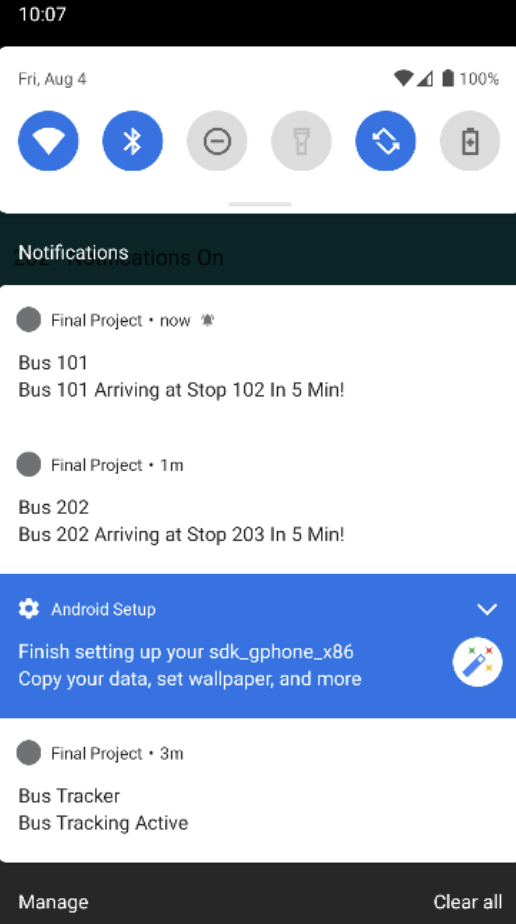 10:07
Fri, Aug 4
100%
Notifications
202 Notifications On
Final Project • now
Bus 101
Bus 101 Arriving at Stop 102 In 5 Min!
Final Project • 1m
Bus 202
Bus 202 Arriving at Stop 203 In 5 Min!
Android Setup
Finish setting up your sdk_gphone_x86
Copy your data, set wallpaper, and more
Final Project • 3m
Bus Tracker
Bus Tracking Active
Manage
Clear all